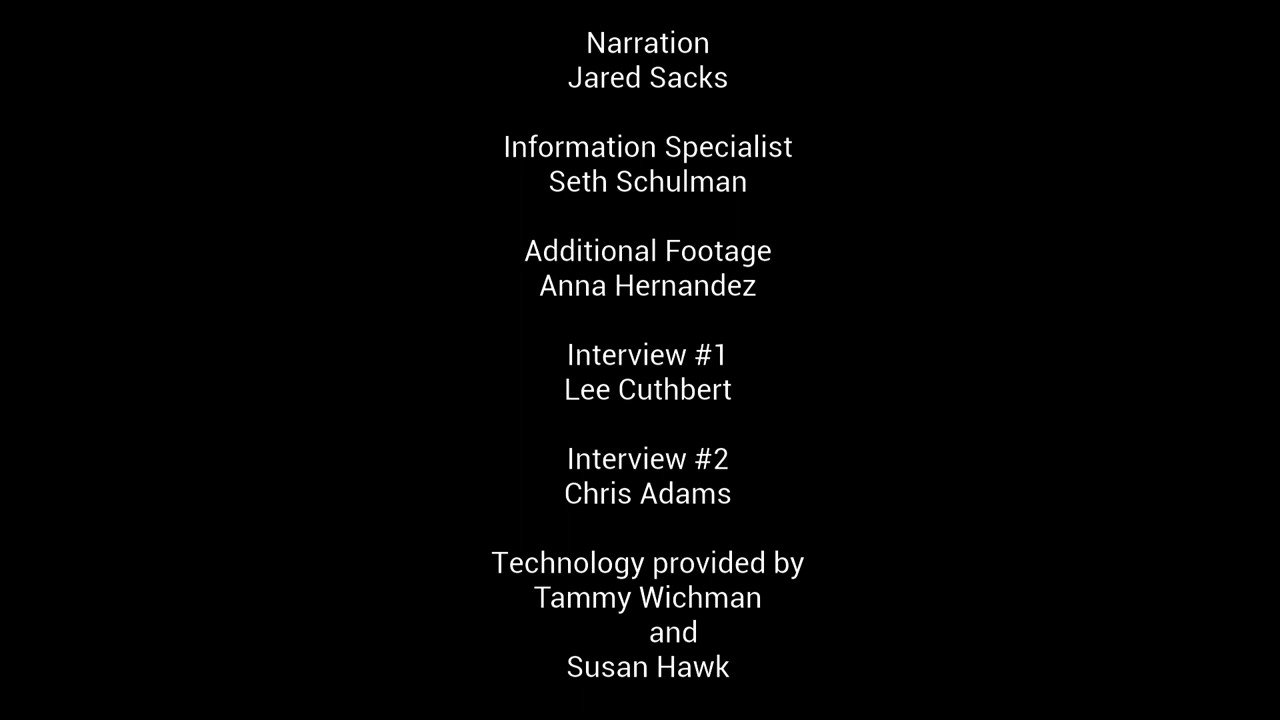 Narration
Jared Sacks
Information Specialist
Seth Schulman
Additional Footage
Anna Hernandez
Interview #1
Lee Cuthbert
Interview #2
Chris Adams
Technology provided by
Tammy Wichman
and
Susan Hawk